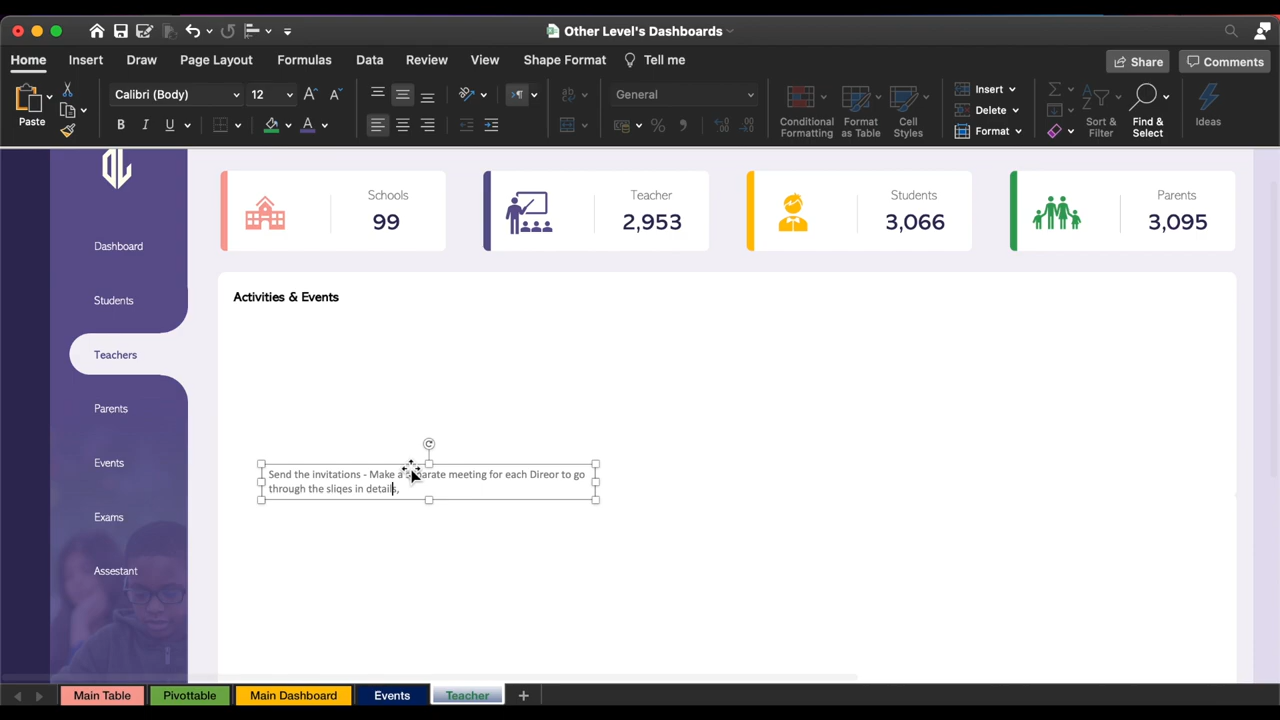 Other Level's Dashboards
Home Insert Draw Page Layout Formulas Data Review View Shape Format Tell me Share Comments
Paste Calibri (Body) 12 B I U A General Conditional Formatting Format as Table Cell Styles Insert Delete Format Sort & Filter Find & Select Ideas
Schools
99
Teacher
2,953
Students
3,066
Parents
3,095
Dashboard
Students
Teachers
Parents
Events
Exams
Assestant
Activities & Events
Send the invitations - Make a separate meeting for each Direor to go
through the sliqes in details,
Main Table Pivottable Main Dashboard Events Teacher